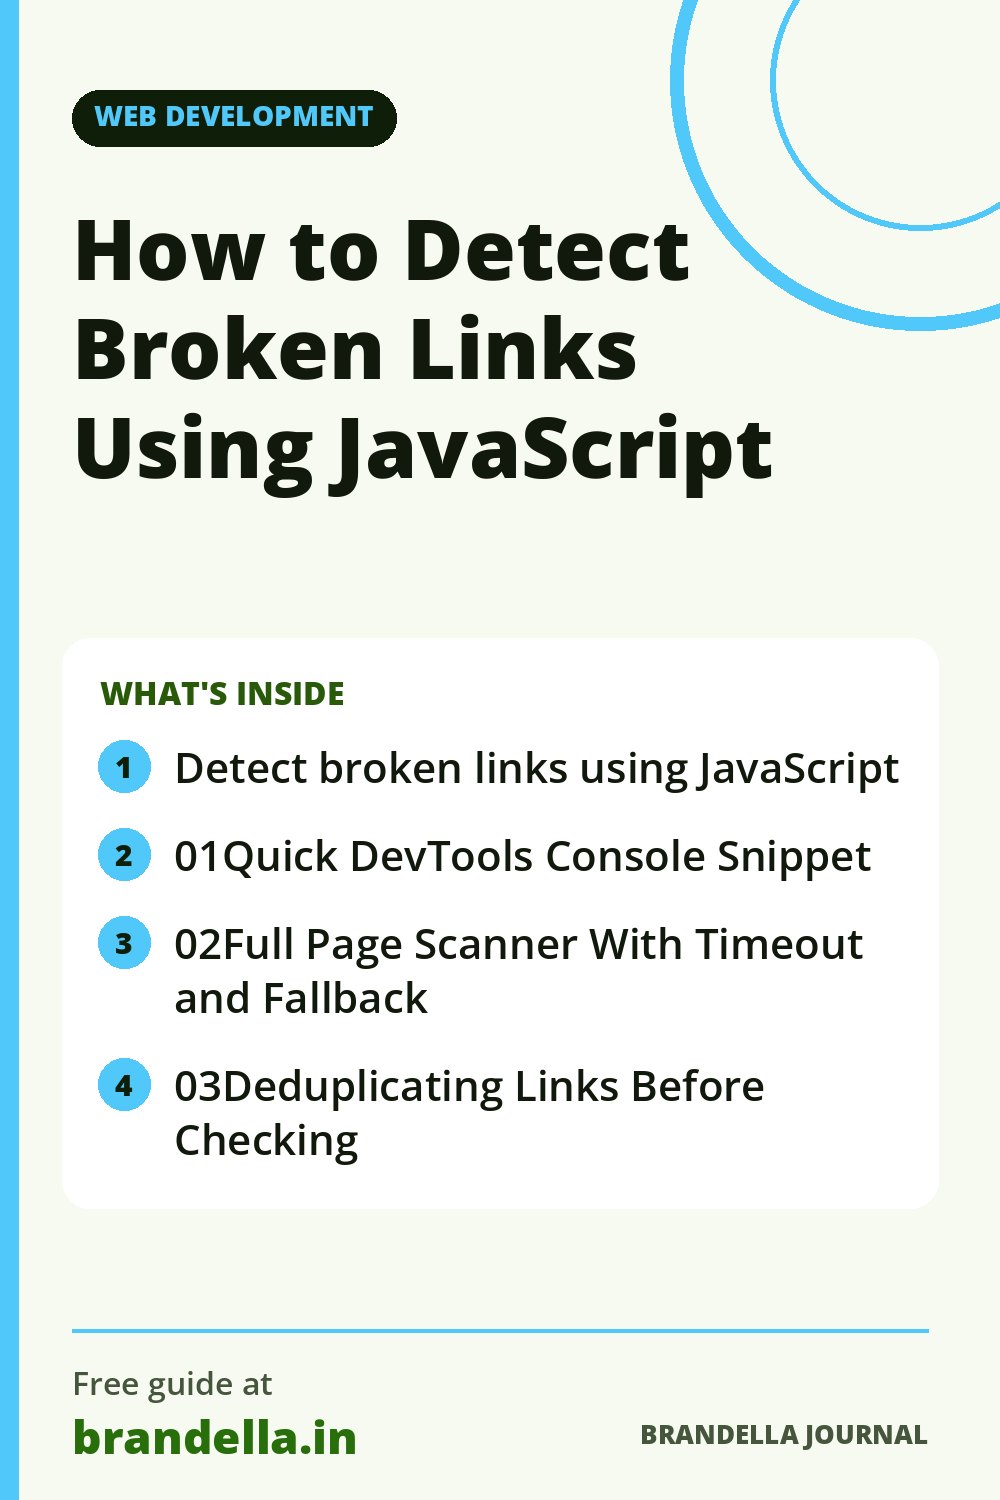 WEB DEVELOPMENT
How to Detect
Broken Links
Using JavaScript
WHAT'S INSIDE
1 Detect broken links using JavaScript
2 01Quick DevTools Console Snippet
3 02Full Page Scanner With Timeout
and Fallback
4 03Deduplicating Links Before
Checking
Free guide at
brandella.in
BRANDELLA JOURNAL